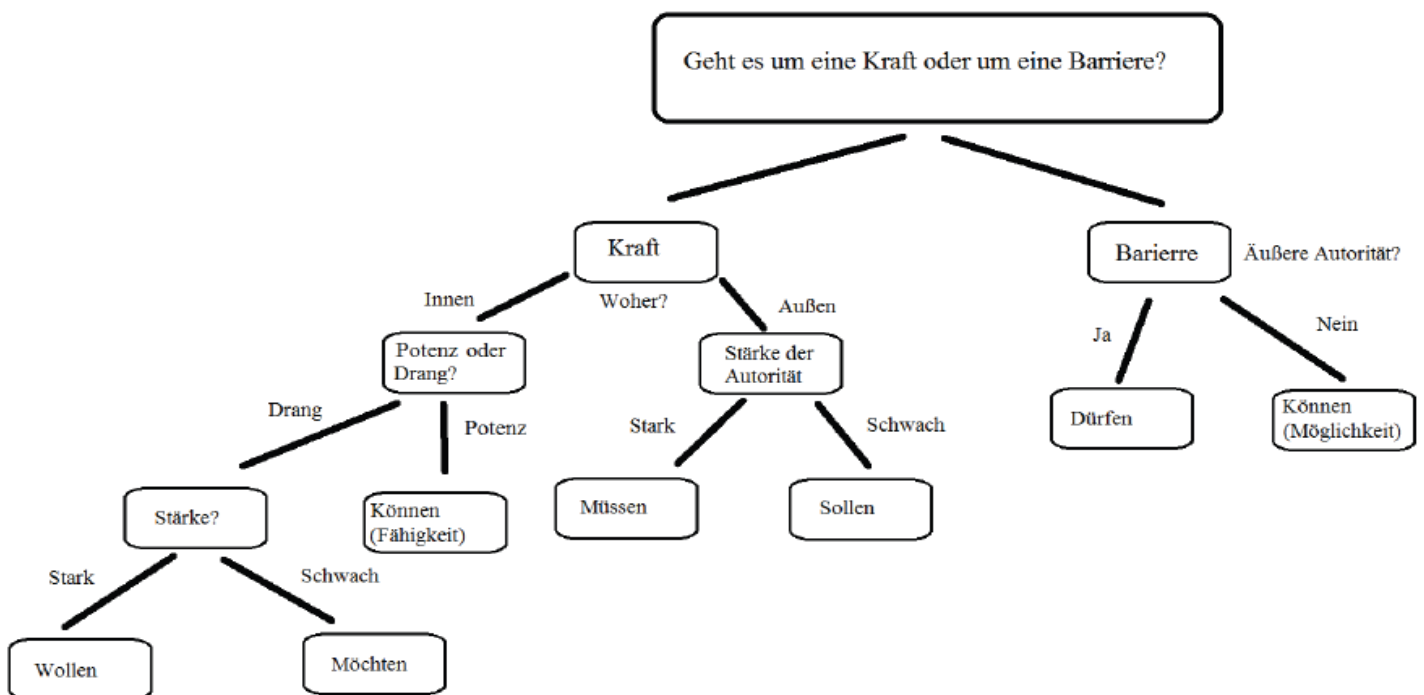 Geht es um eine Kraft oder um eine Barriere?
Kraft
Barierre
Äußere Autorität?
Innen
Woher?
Außen
Ja
Nein
Potenz oder
Drang?
Stärke der
Autorität
Drang
Potenz
Stark
Schwach
Dürfen
Können
(Möglichkeit)
Stärke?
Können
(Fähigkeit)
Müssen
Sollen
Stark
Schwach
Wollen
Möchten